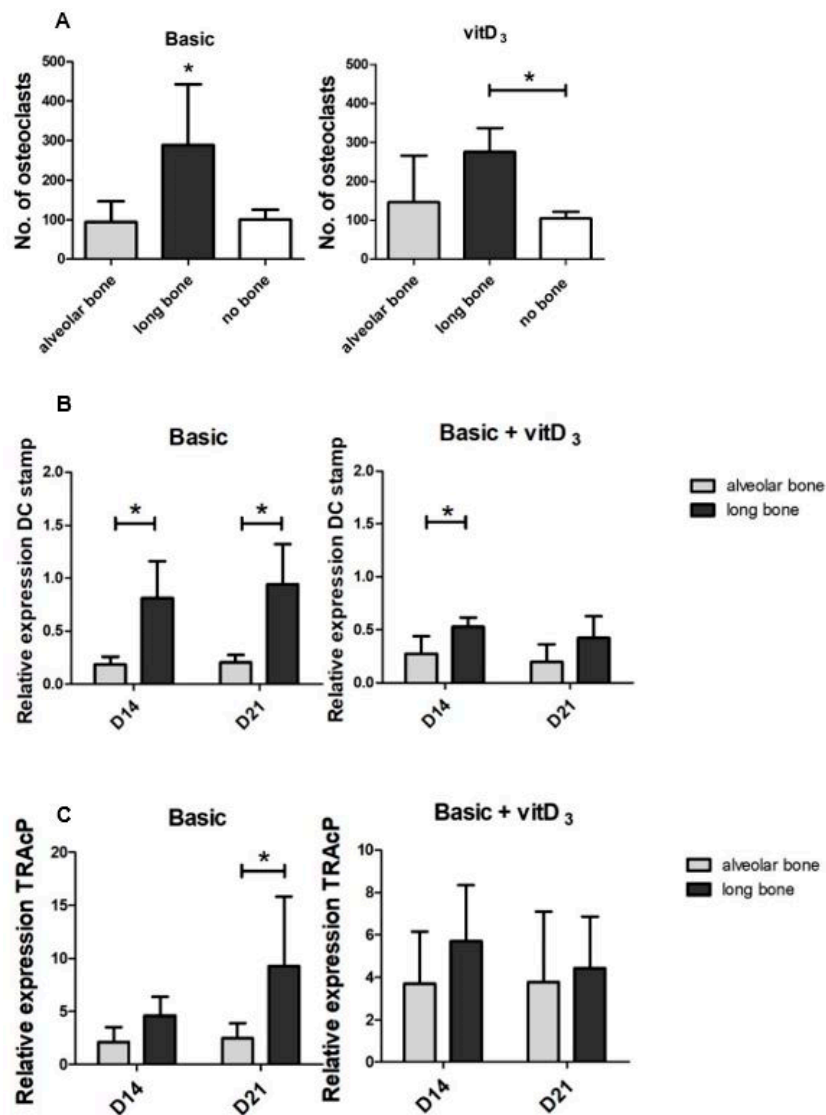 A
Basic
No. of osteoclasts
500
400
300
200
100
0
*
alveolar bone
long bone
no bone
vitD3
No. of osteoclasts
500
400
300
200
100
0
*
alveolar bone
long bone
no bone
B
Basic
Relative expression DC stamp
2.0
1.5
1.0
0.5
0.0
*
*
D14
D21
Basic + vitD 3
Relative expression DC stamp
2.0
1.5
1.0
0.5
0.0
*
D14
D21
alveolar bone
long bone
C
Basic
Relative expression TRAcP
20
15
10
5
0
*
D14
D21
Basic + vitD 3
Relative expression TRAcP
10
8
6
4
2
0
D14
D21
alveolar bone
long bone